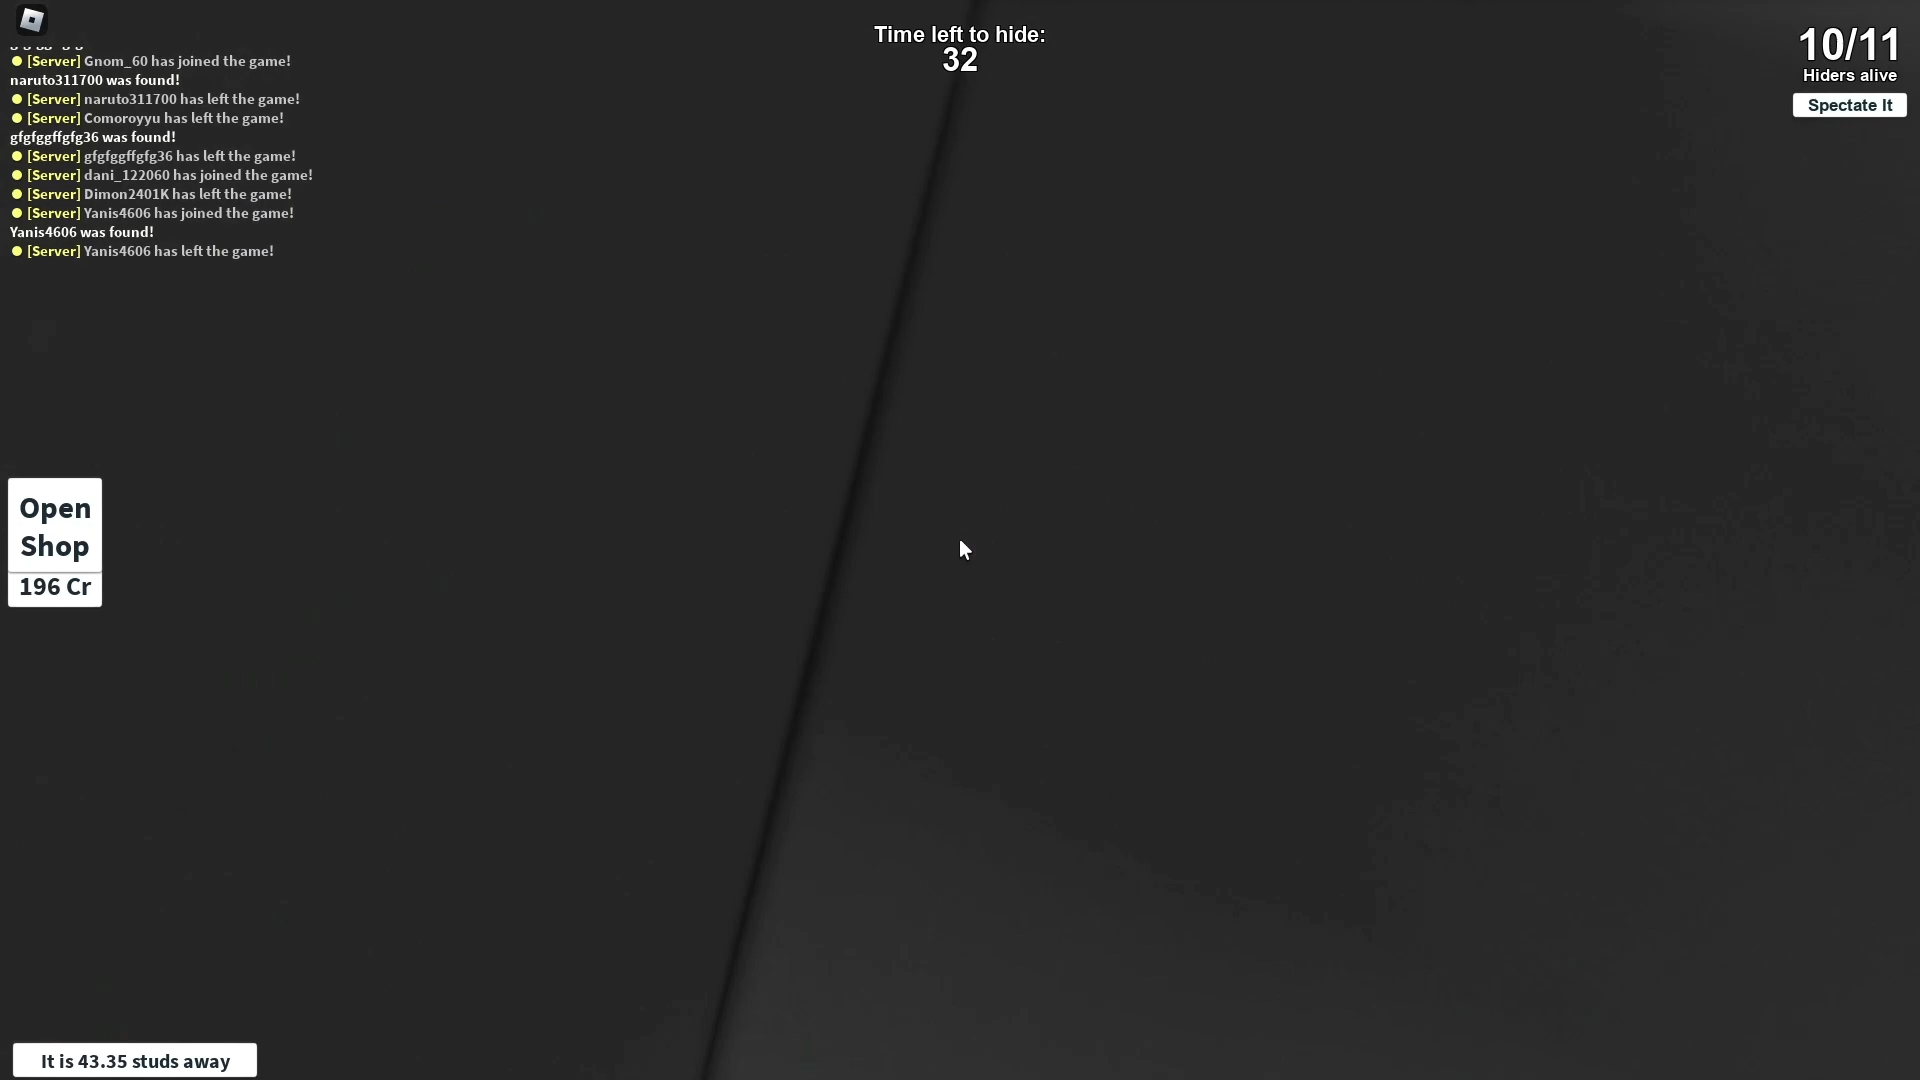 Time left to hide:
32
10/11
Hiders alive
Spectate It
[Server] Gnom_60 has joined the game!
naruto311700 was found!
[Server] naruto311700 has left the game!
[Server] Comoroyyu has left the game!
gfgfggffgfg36 was found!
[Server] gfgfggffgfg36 has left the game!
[Server] dani_122060 has joined the game!
[Server] Dimon2401K has left the game!
[Server] Yanis4606 has joined the game!
Yanis4606 was found!
[Server] Yanis4606 has left the game!
Open
Shop
196 Cr
It is 43.35 studs away